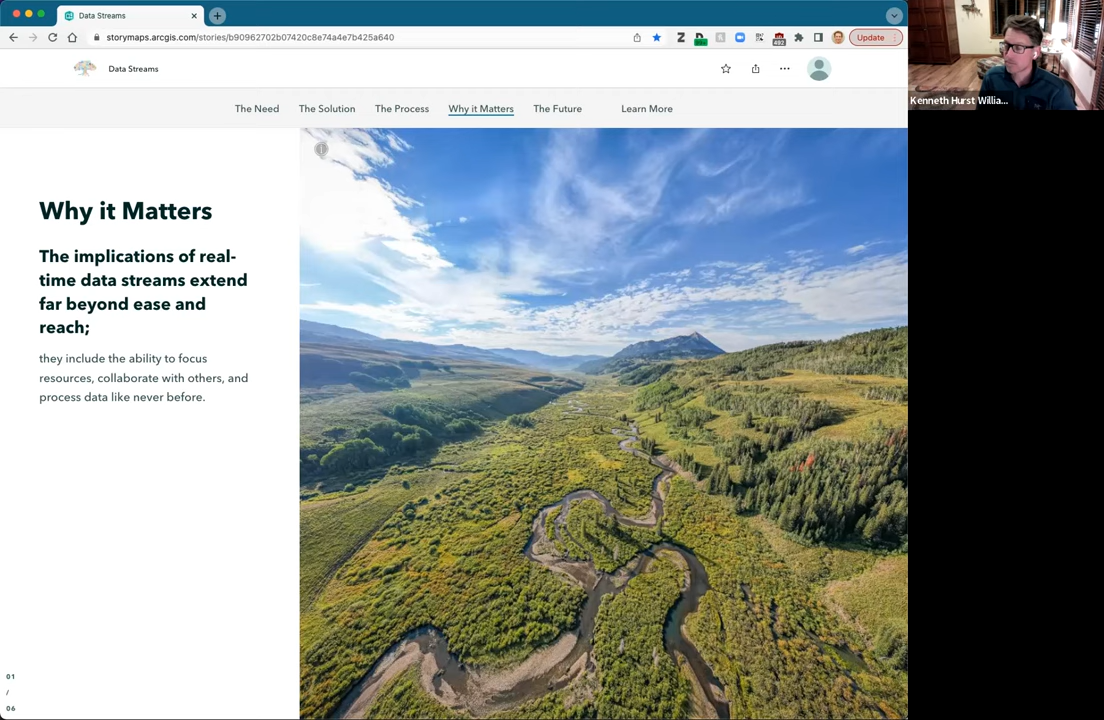 Data Streams
storymaps.arcgis.com/stories/b90962702b07420c8e74a4e7b425a640
Z
492
Update
Data Streams
The Need
The Solution
The Process
Why it Matters
The Future
Learn More
Kenneth Hurst Willia...
Why it Matters
The implications of real-
time data streams extend
far beyond ease and
reach;
they include the ability to focus
resources, collaborate with others, and
process data like never before.
01
/
06